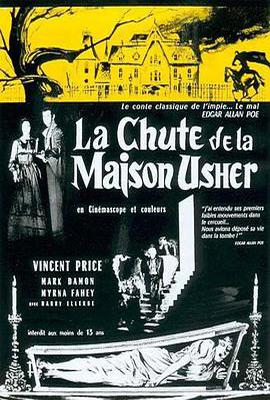 Le conte classique de l'impie... Le mal
EDGAR ALLAN POE
LA CHUTE de la
MAISON USHER
en Cinémascope et couleurs
"J'ai entendu ses premiers
faibles mouvements dans
le cercueil...
Nous avions déposé sa vie
dans la tombe!"
EDGAR ALLAN POE
VINCENT PRICE
MARK DAMON
MYRNA FAHEY
avec HARRY ELLERBE
interdit aux moins de 13 ans